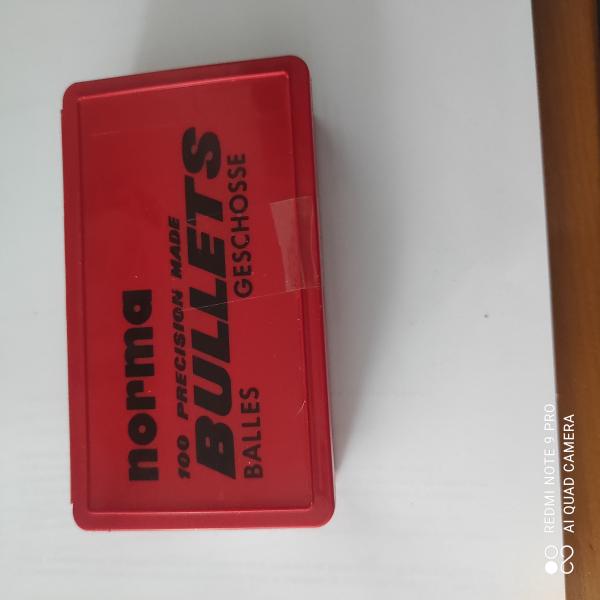 norma
100 PRECISION MADE
BULLETS
BALLES GESCHOSSE
REDMI NOTE 9 PRO
AI QUAD CAMERA